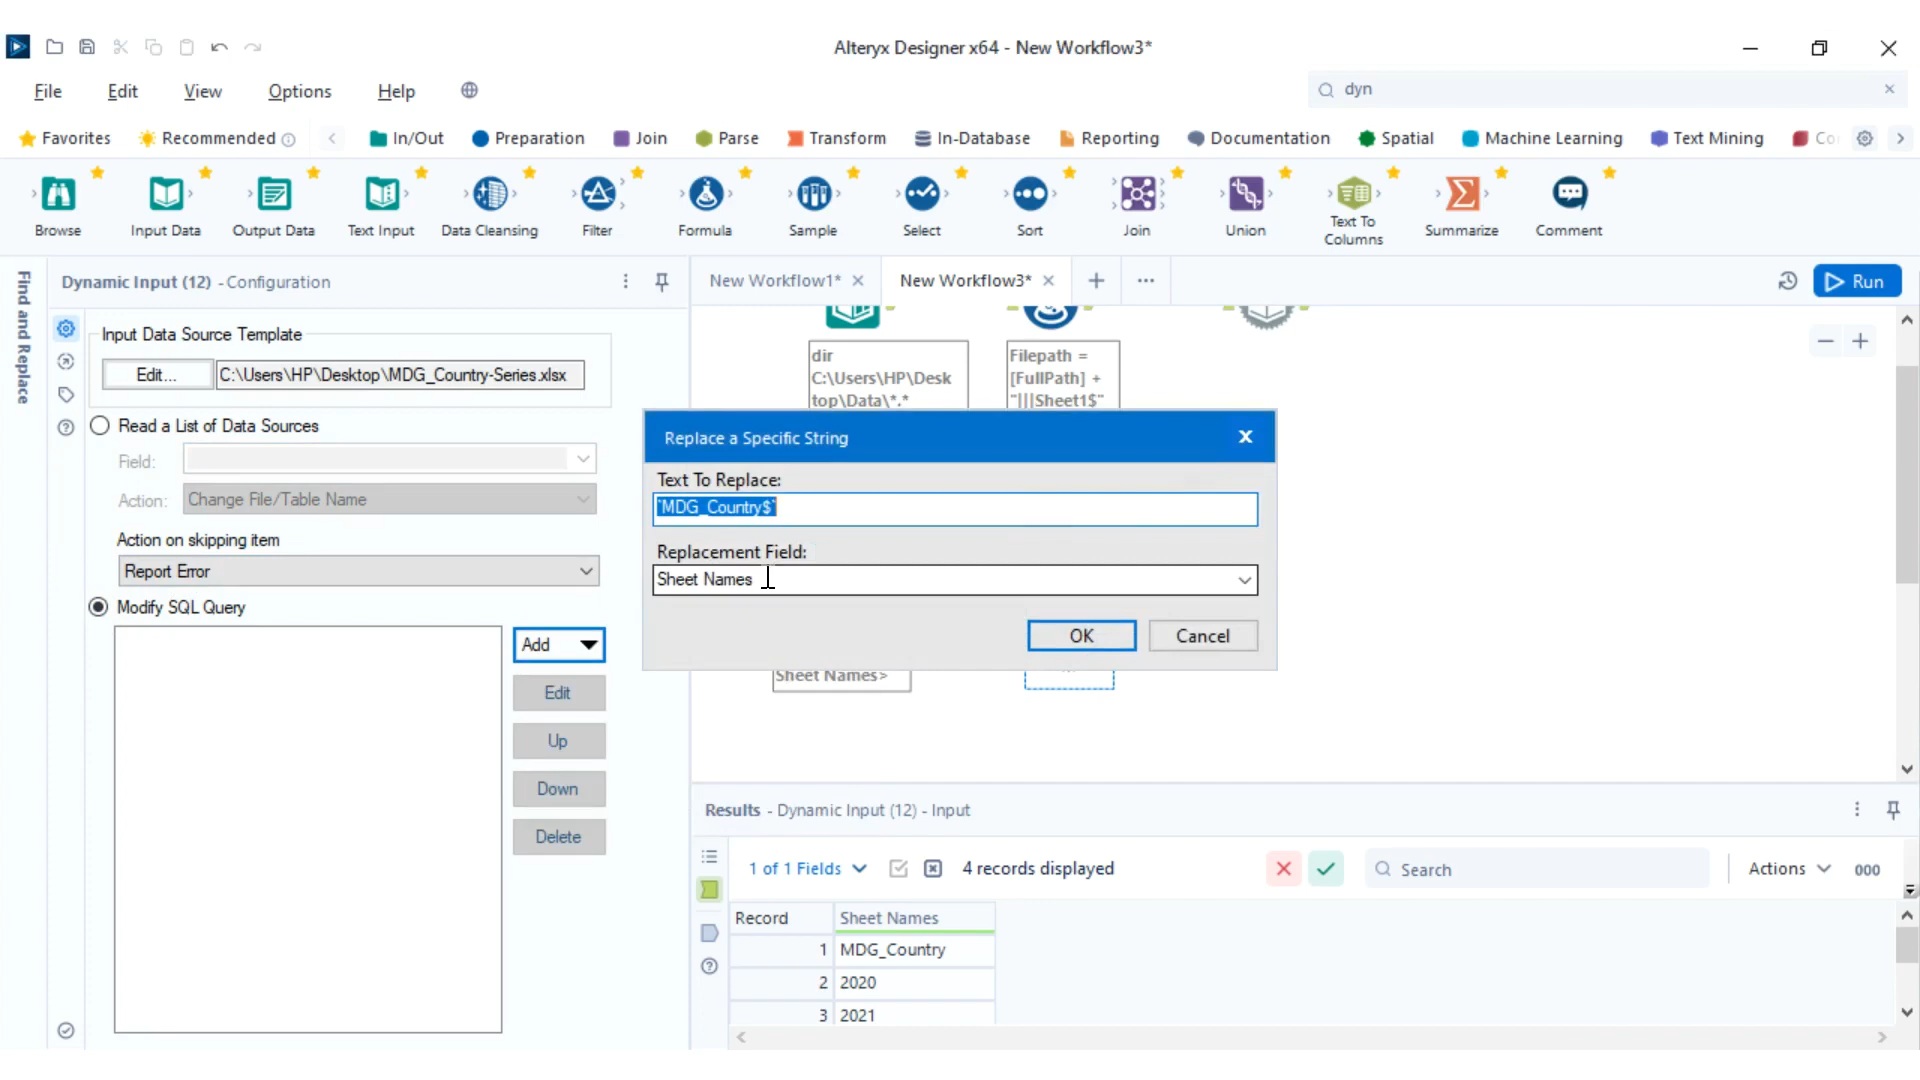 Alteryx Designer x64 - New Workflow3*
File
Edit
View
Options
Help
dyn
Favorites
Recommended
In/Out
Preparation
Join
Parse
Transform
In-Database
Reporting
Documentation
Spatial
Machine Learning
Text Mining
Co
Browse
Input Data
Output Data
Text Input
Data Cleansing
Filter
Formula
Sample
Select
Sort
Join
Union
Text To
Columns
Summarize
Comment
Find and Replace
Dynamic Input (12) - Configuration
New Workflow1*
New Workflow3*
Run
Input Data Source Template
Edit...
C:\Users\HP\Desktop\MDG_Country-Series.xlsx
Read a List of Data Sources
Field:
Action:
Change File/Table Name
Action on skipping item
Report Error
Modify SQL Query
Add
Edit
Up
Down
Delete
dir
C:\Users\HP\Desk
top\Data\*.*
Filepath =
[FullPath] +
"|||Sheet1$"
Replace a Specific String
Text To Replace:
`MDG_Country$`
Replacement Field:
Sheet Names
OK
Cancel
Sheet Names>
Results - Dynamic Input (12) - Input
1 of 1 Fields
4 records displayed
Search
Actions
000
Record Sheet Names
1 MDG_Country
2 2020
3 2021